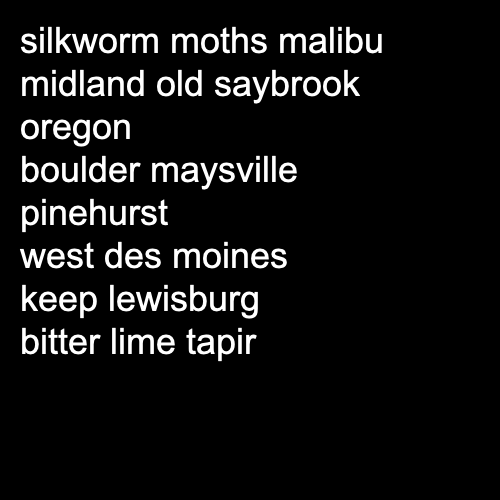 silkworm moths malibu
midland old saybrook
oregon
boulder maysville
pinehurst
west des moines
keep lewisburg
bitter lime tapir